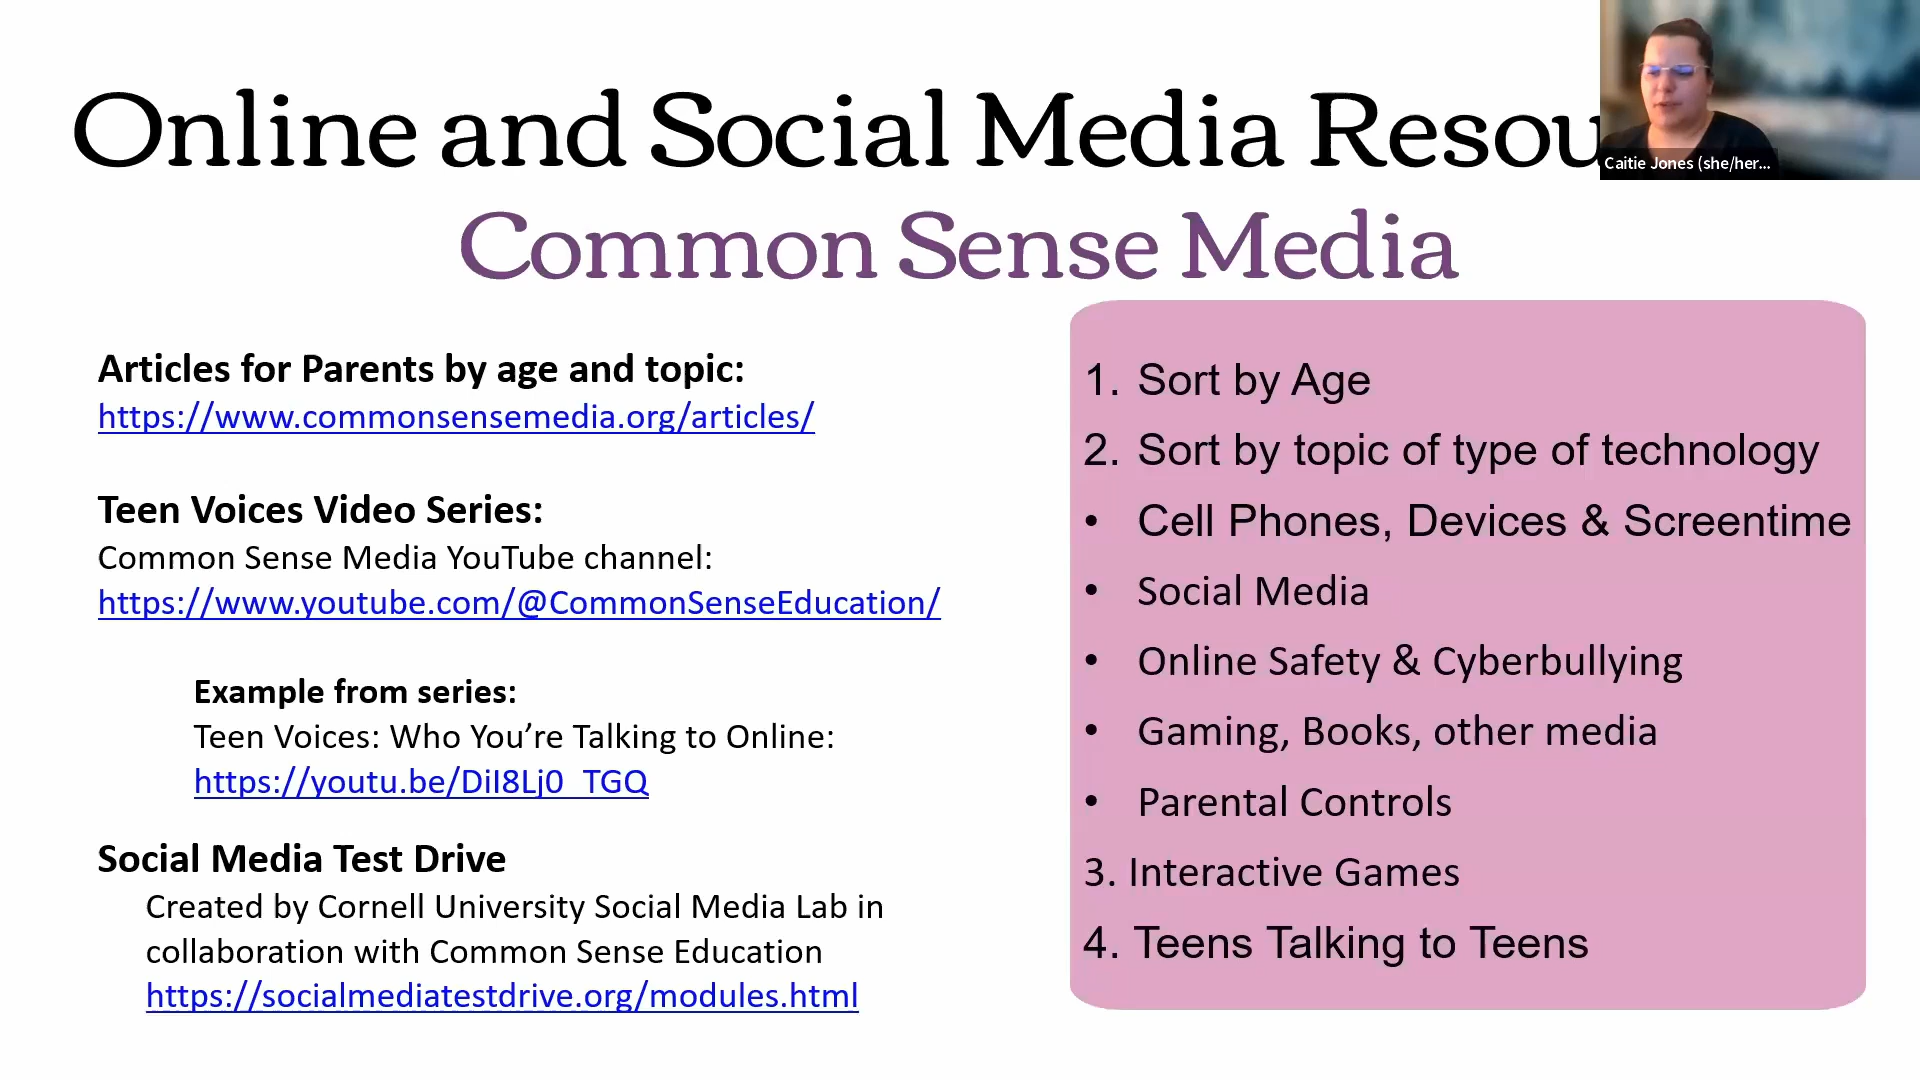 Online and Social Media Resou
Caitie Jones (she/her...
Common Sense Media
Articles for Parents by age and topic:
https://www.commonsensemedia.org/articles/
Teen Voices Video Series:
Common Sense Media YouTube channel:
https://www.youtube.com/@CommonSenseEducation/
Example from series:
Teen Voices: Who You’re Talking to Online:
https://youtu.be/DiI8Lj0_TGQ
Social Media Test Drive
Created by Cornell University Social Media Lab in
collaboration with Common Sense Education
https://socialmediatestdrive.org/modules.html
1. Sort by Age
2. Sort by topic of type of technology
• Cell Phones, Devices & Screentime
• Social Media
• Online Safety & Cyberbullying
• Gaming, Books, other media
• Parental Controls
3. Interactive Games
4. Teens Talking to Teens